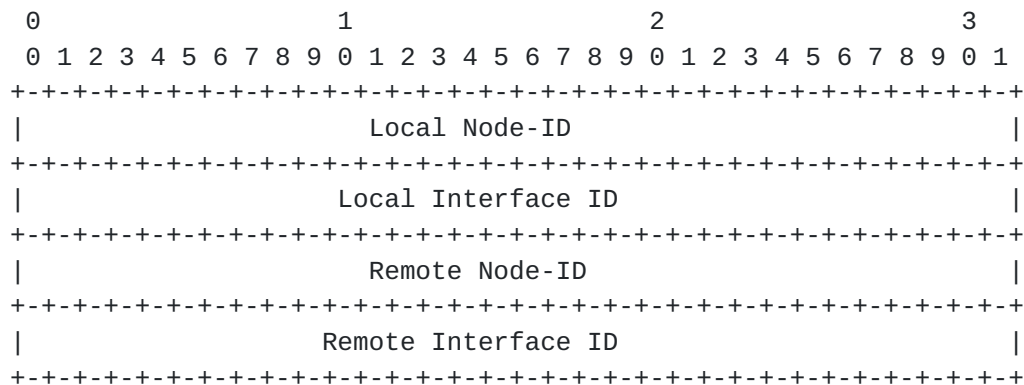 0                   1                   2                   3
 0 1 2 3 4 5 6 7 8 9 0 1 2 3 4 5 6 7 8 9 0 1 2 3 4 5 6 7 8 9 0 1
+-+-+-+-+-+-+-+-+-+-+-+-+-+-+-+-+-+-+-+-+-+-+-+-+-+-+-+-+-+-+-+-+
|                      Local Node-ID                            |
+-+-+-+-+-+-+-+-+-+-+-+-+-+-+-+-+-+-+-+-+-+-+-+-+-+-+-+-+-+-+-+-+
|                    Local Interface ID                         |
+-+-+-+-+-+-+-+-+-+-+-+-+-+-+-+-+-+-+-+-+-+-+-+-+-+-+-+-+-+-+-+-+
|                      Remote Node-ID                           |
+-+-+-+-+-+-+-+-+-+-+-+-+-+-+-+-+-+-+-+-+-+-+-+-+-+-+-+-+-+-+-+-+
|                   Remote Interface ID                         |
+-+-+-+-+-+-+-+-+-+-+-+-+-+-+-+-+-+-+-+-+-+-+-+-+-+-+-+-+-+-+-+-+